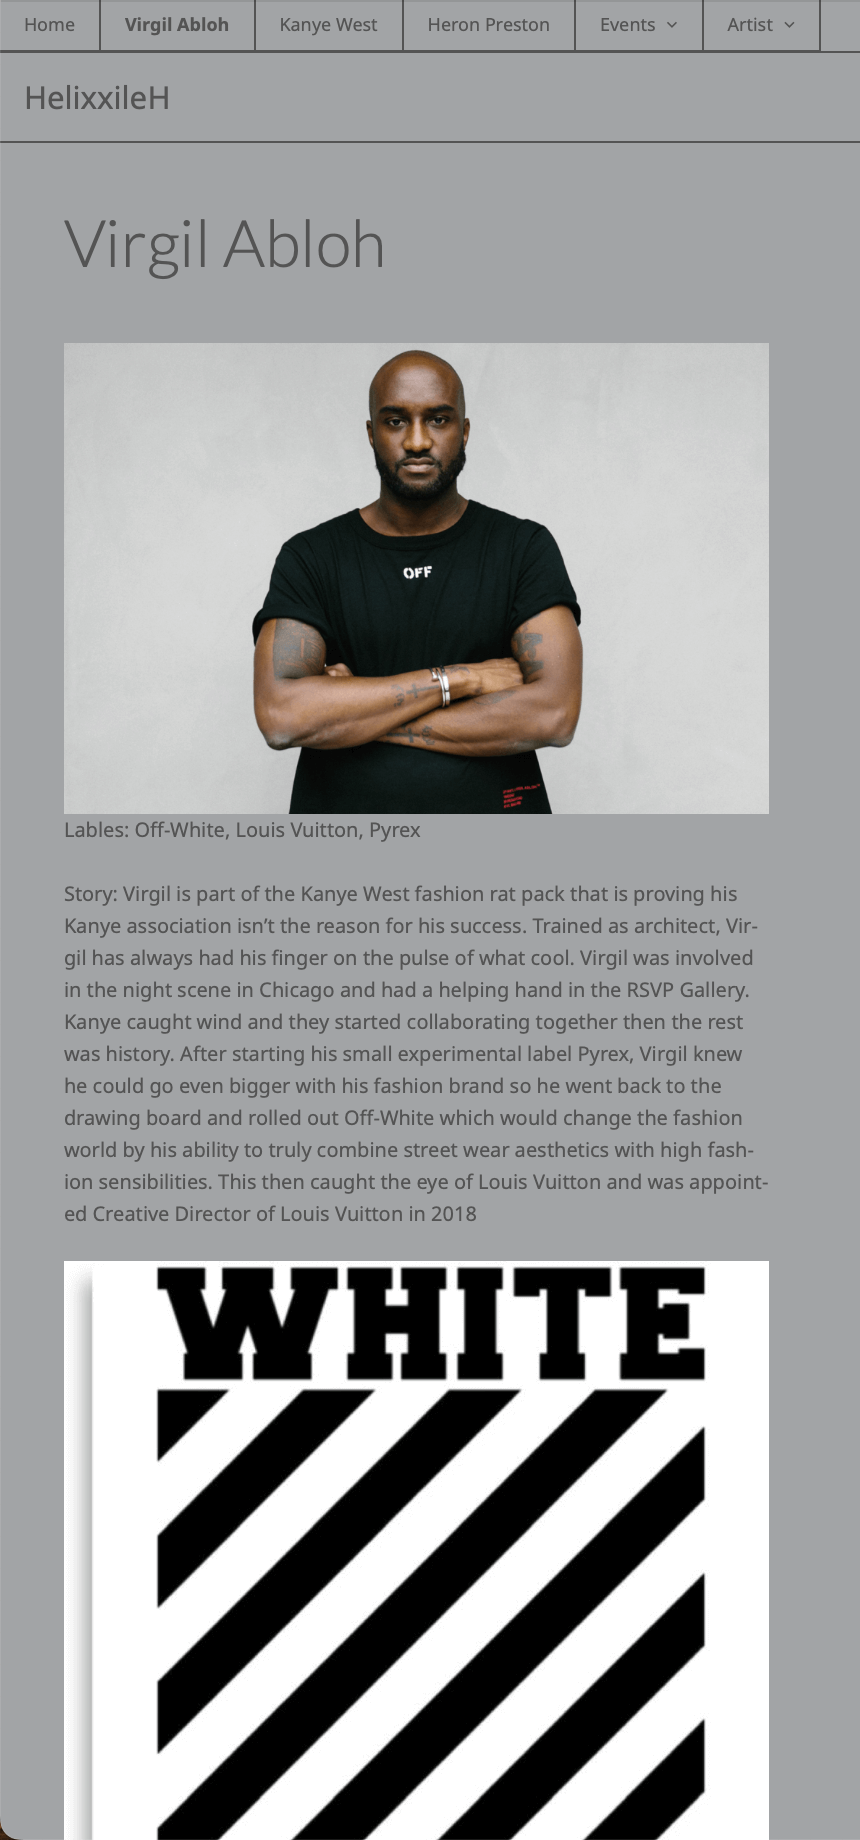 Home
Virgil Abloh
Kanye West
Heron Preston
Events
Artist
HelixxileH
Virgil Abloh
OFF
Lables: Off-White, Louis Vuitton, Pyrex
Story: Virgil is part of the Kanye West fashion rat pack that is proving his
Kanye association isn’t the reason for his success. Trained as architect, Vir-
gil has always had his finger on the pulse of what cool. Virgil was involved
in the night scene in Chicago and had a helping hand in the RSVP Gallery.
Kanye caught wind and they started collaborating together then the rest
was history. After starting his small experimental label Pyrex, Virgil knew
he could go even bigger with his fashion brand so he went back to the
drawing board and rolled out Off-White which would change the fashion
world by his ability to truly combine street wear aesthetics with high fash-
ion sensibilities. This then caught the eye of Louis Vuitton and was appoint-
ed Creative Director of Louis Vuitton in 2018
WHITE